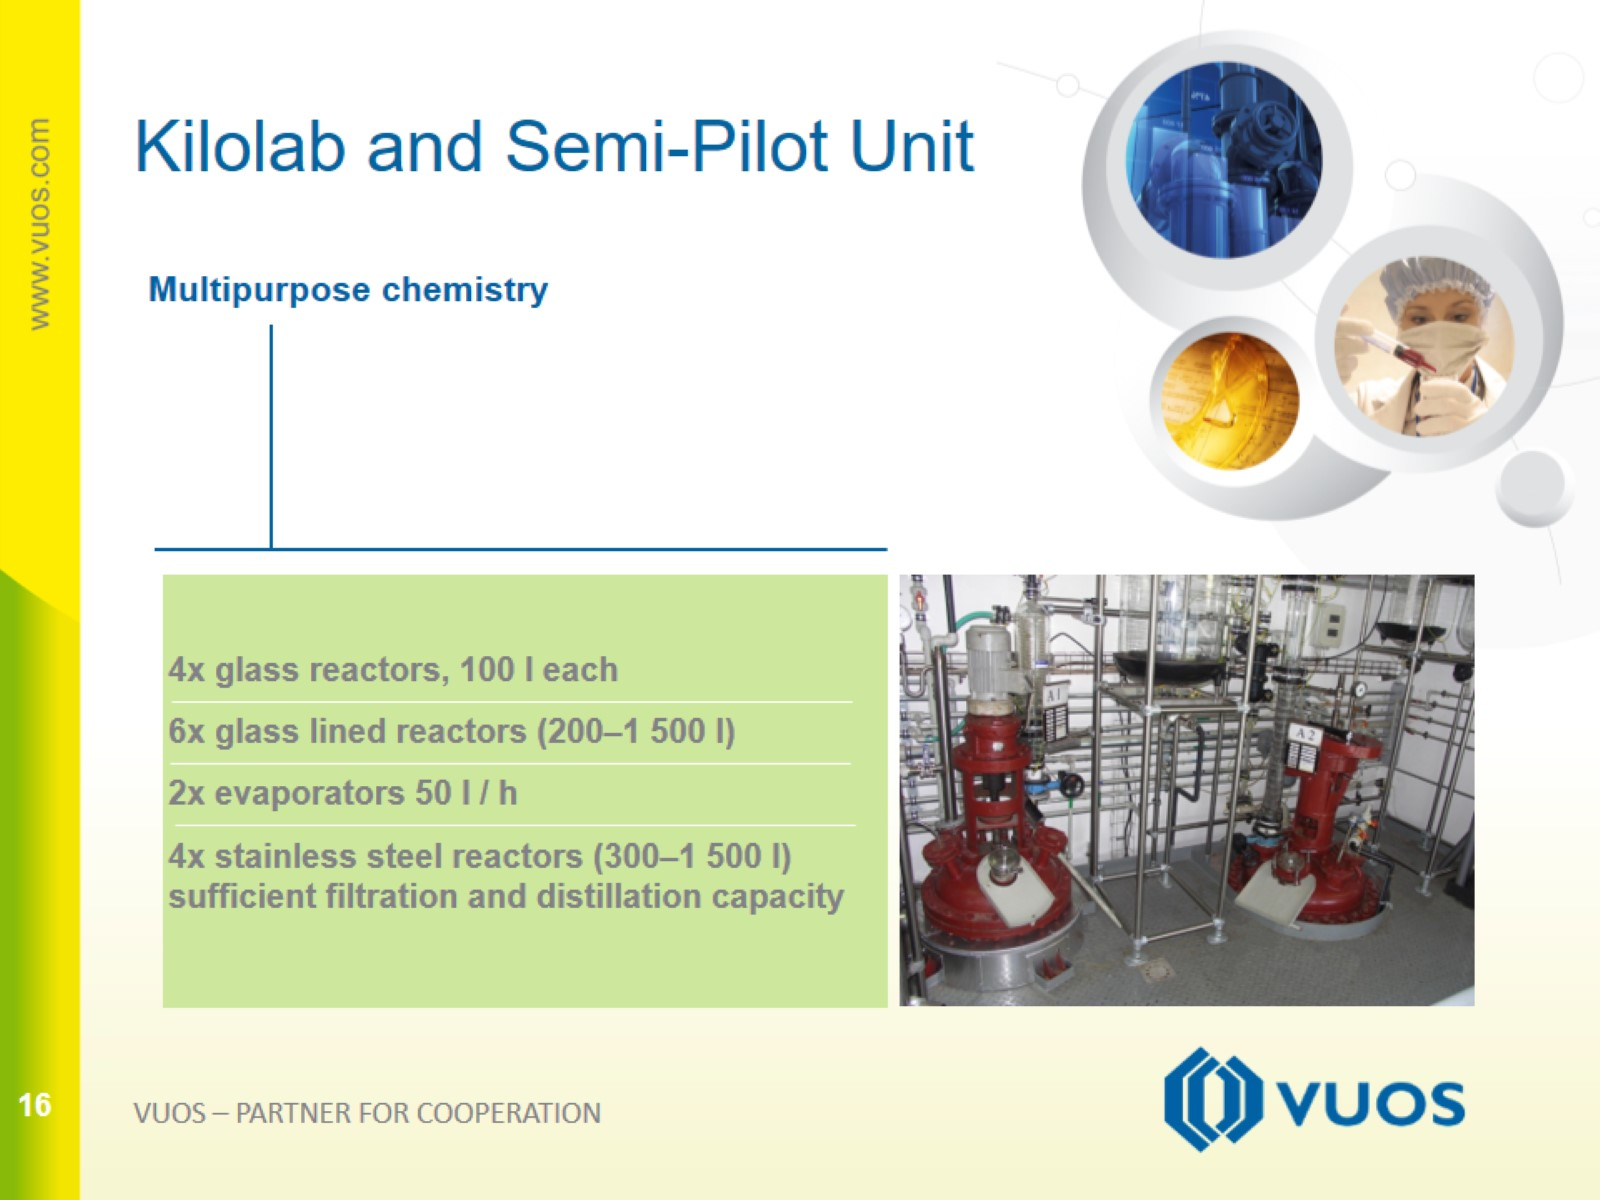 www.vuos.com
Kilolab and Semi-Pilot Unit
Multipurpose chemistry
4x glass reactors, 100 l each
6x glass lined reactors (200–1 500 l)
2x evaporators 50 l / h
4x stainless steel reactors (300–1 500 l)
sufficient filtration and distillation capacity
A 1
A 2
16
VUOS – PARTNER FOR COOPERATION
VUOS